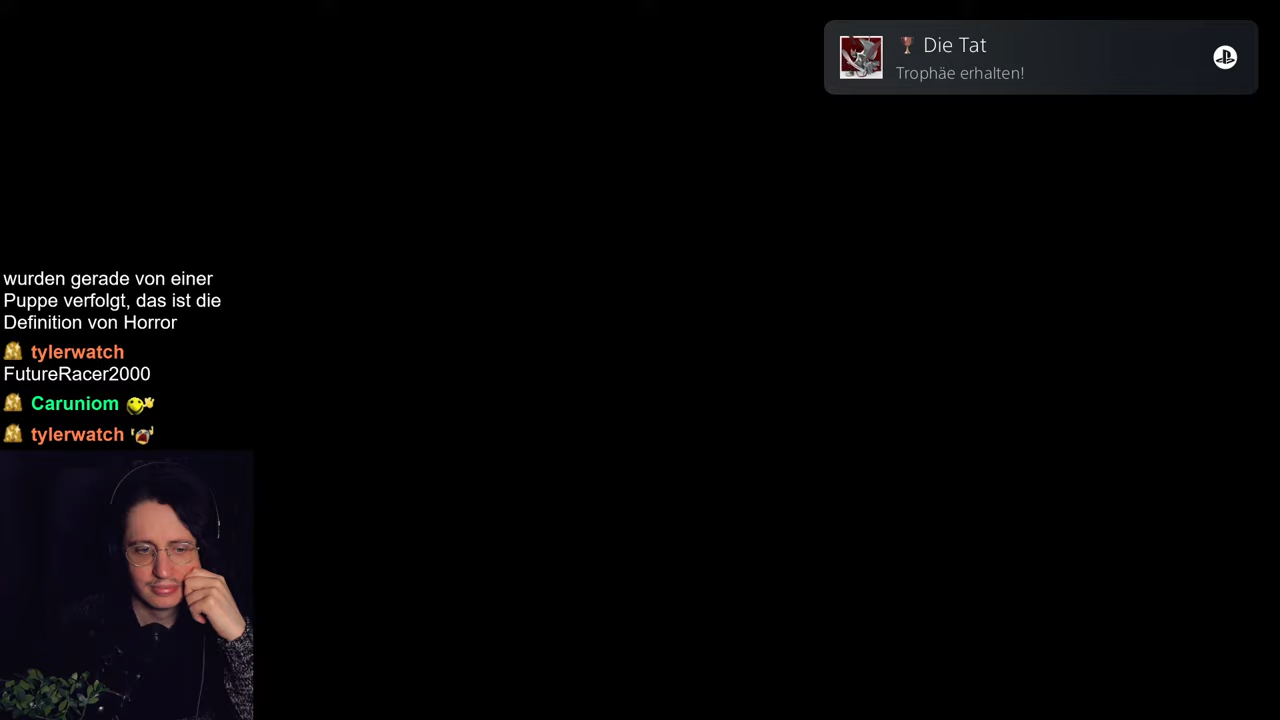 Die Tat
Trophäe erhalten!
wurden gerade von einer
Puppe verfolgt, das ist die
Definition von Horror
tylerwatch
FutureRacer2000
Caruniom
tylerwatch